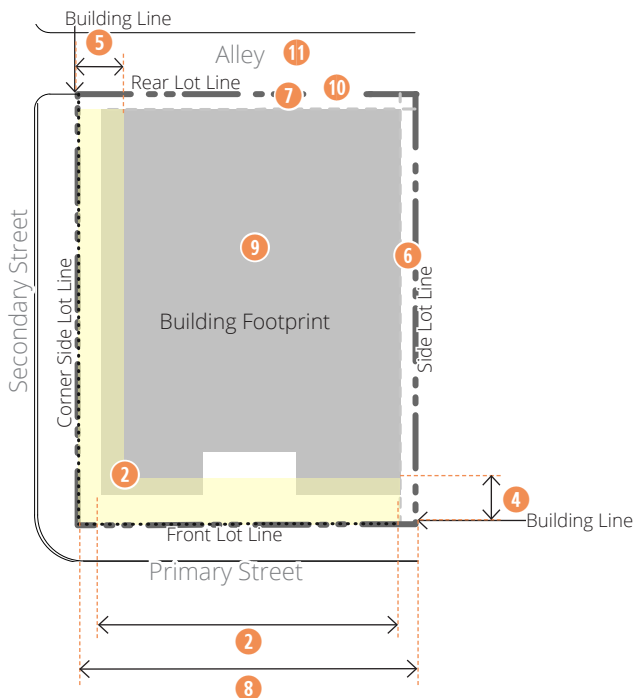 Building Line
5
Alley 11
Rear Lot Line
10
7
Secondary Street
Corner Side Lot Line
9
6
Side Lot Line
Building Footprint
2
4
Building Line
Front Lot Line
Primary Street
2
8